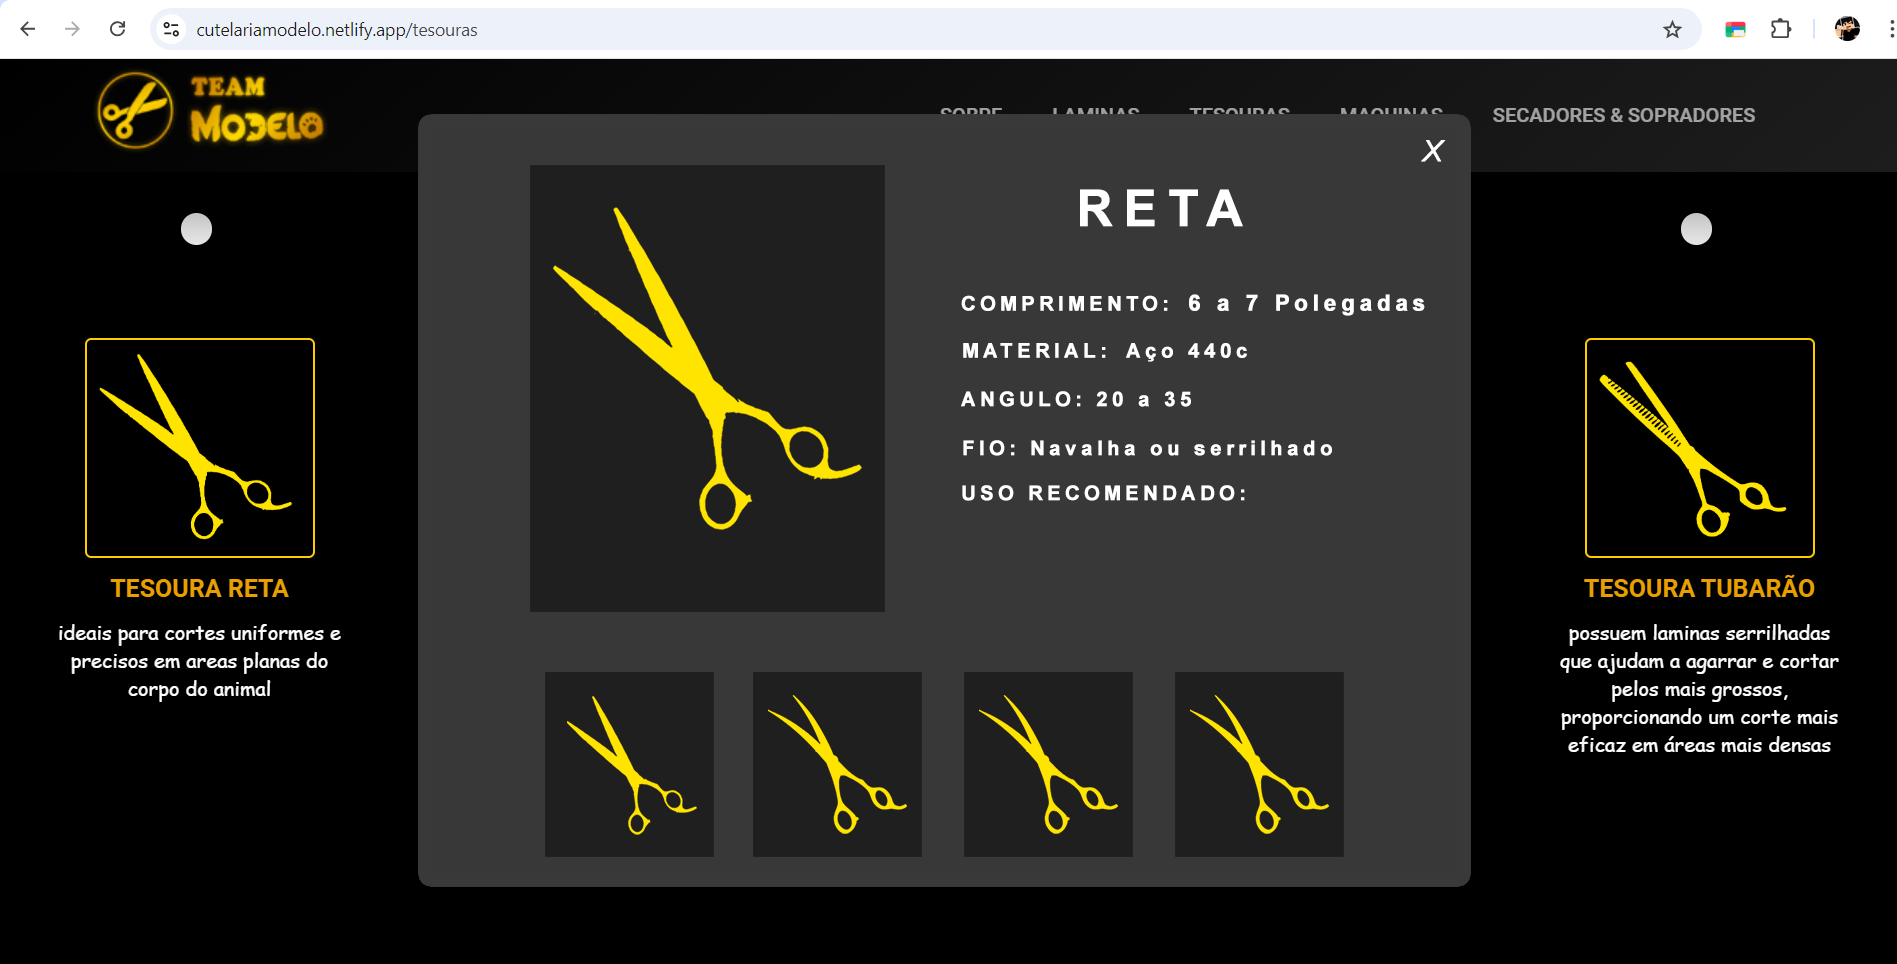 cutelariamodelo.netlify.app/tesouras
TEAM
MODELO
SOBRE LAMINAS TESOURAS MAQUINAS SECADORES & SOPRADORES
X
RETA
COMPRIMENTO: 6 a 7 Polegadas
MATERIAL: Aço 440c
ANGULO: 20 a 35
FIO: Navalha ou serrilhado
USO RECOMENDADO:
TESOURA RETA
ideais para cortes uniformes e
precisos em areas planas do
corpo do animal
TESOURA TUBARÃO
possuem laminas serrilhadas
que ajudam a agarrar e cortar
pelos mais grossos,
proporcionando um corte mais
eficaz em áreas mais densas